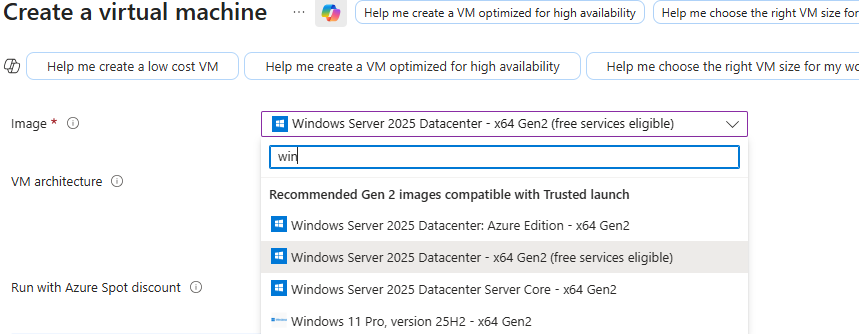 Create a virtual machine ... Help me create a VM optimized for high availability Help me choose the right VM size for
Help me create a low cost VM Help me create a VM optimized for high availability Help me choose the right VM size for my wo
Image * Windows Server 2025 Datacenter - x64 Gen2 (free services eligible)
win
VM architecture
Recommended Gen 2 images compatible with Trusted launch
Windows Server 2025 Datacenter: Azure Edition - x64 Gen2
Windows Server 2025 Datacenter - x64 Gen2 (free services eligible)
Run with Azure Spot discount Windows Server 2025 Datacenter Server Core - x64 Gen2
Windows 11 Pro, version 25H2 - x64 Gen2